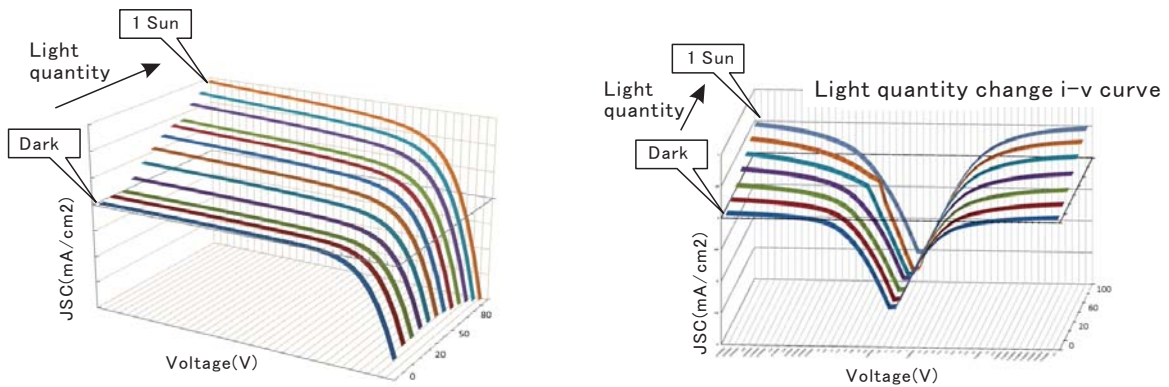 1 Sun
Light
quantity
Dark
JSC(mA/cm2)
Voltage(V)
0
20
50
80
1 Sun
Light
quantity
Light quantity change i-v curve
Dark
JSC(mA/cm2)
Voltage(V)
0
60
100